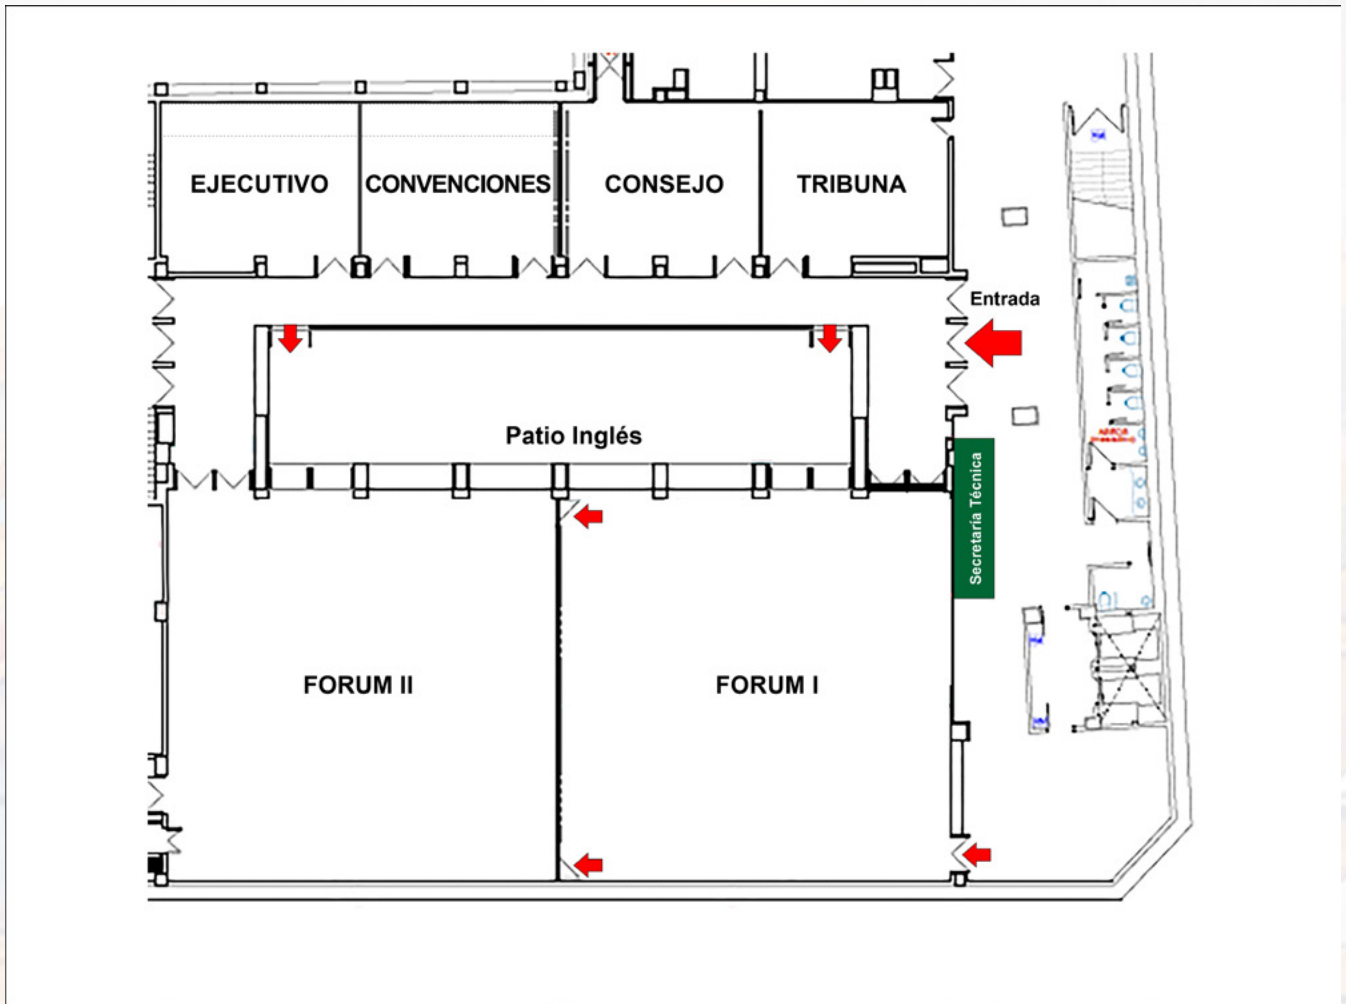 EJECUTIVO
CONVENCIONES
CONSEJO
TRIBUNA
Entrada
Patio Inglés
Secretaría Técnica
FORUM II
FORUM I